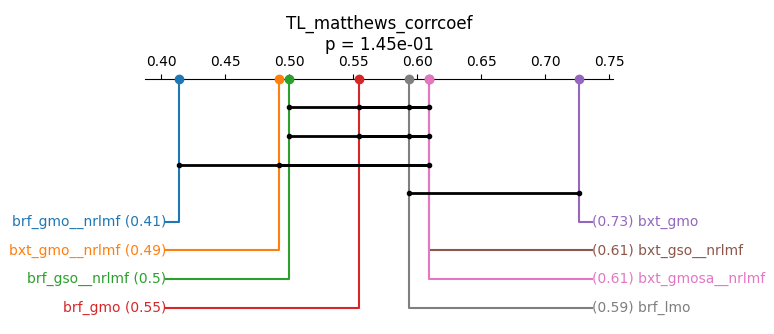 TL_matthews_corrcoef
p = 1.45e-01
0.40 0.45 0.50 0.55 0.60 0.65 0.70 0.75
brf_gmo__nrlmf (0.41) (0.73) bxt_gmo
bxt_gmo__nrlmf (0.49) (0.61) bxt_gso__nrlmf
brf_gso__nrlmf (0.5) (0.61) bxt_gmosa__nrlmf
brf_gmo (0.55) (0.59) brf_lmo